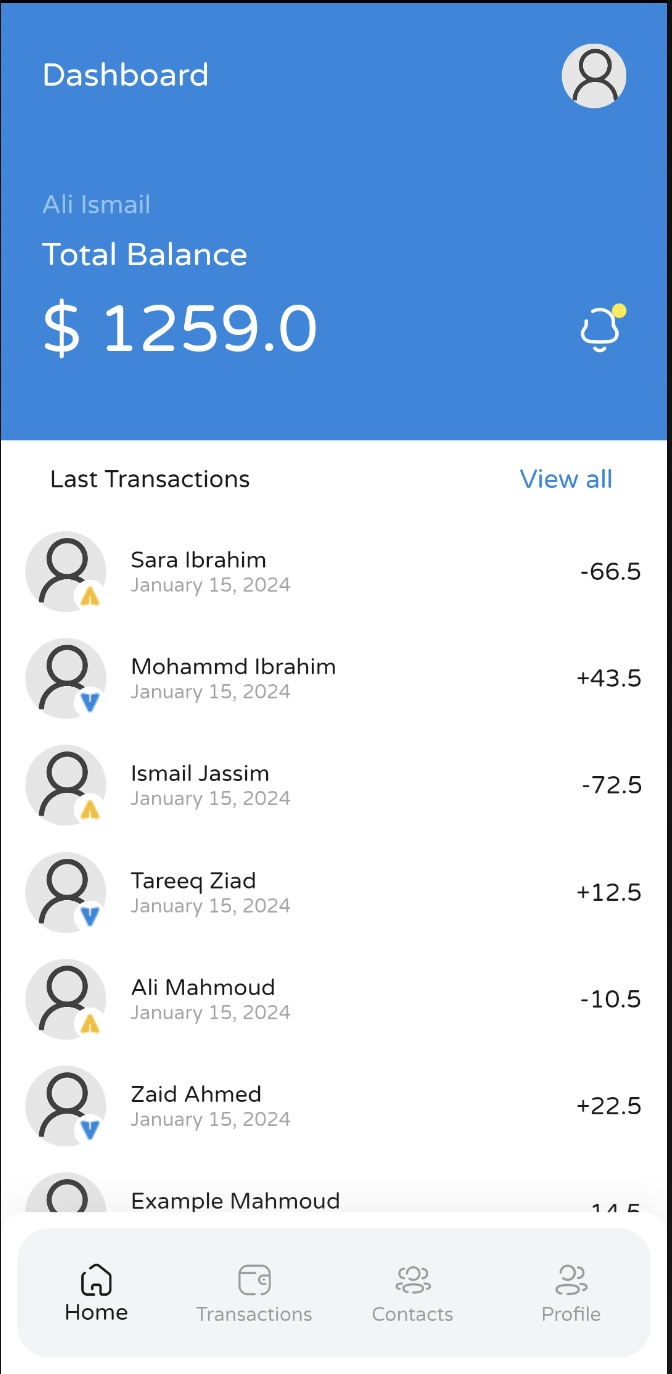 Dashboard
Ali Ismail
Total Balance
$ 1259.0
Last Transactions
View all
Sara Ibrahim
January 15, 2024
-66.5
Mohammd Ibrahim
January 15, 2024
+43.5
Ismail Jassim
January 15, 2024
-72.5
Tareeq Ziad
January 15, 2024
+12.5
Ali Mahmoud
January 15, 2024
-10.5
Zaid Ahmed
January 15, 2024
+22.5
Example Mahmoud
Home
Transactions
Contacts
Profile